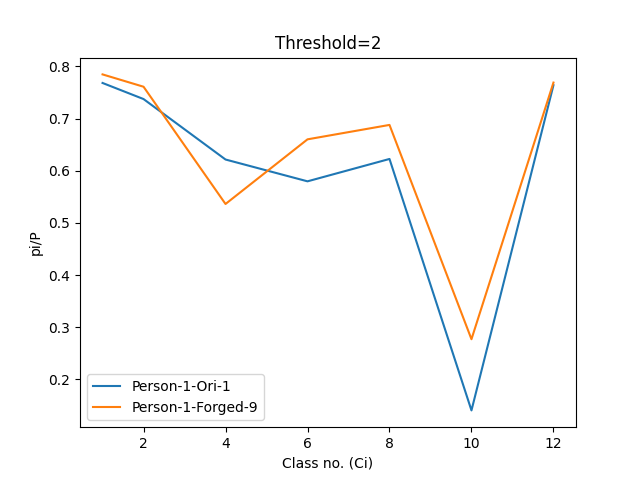 Threshold=2
0.8
0.7
0.6
0.5
0.4
0.3
0.2
pi/P
Person-1-Ori-1
Person-1-Forged-9
2 4 6 8 10 12
Class no. (Ci)